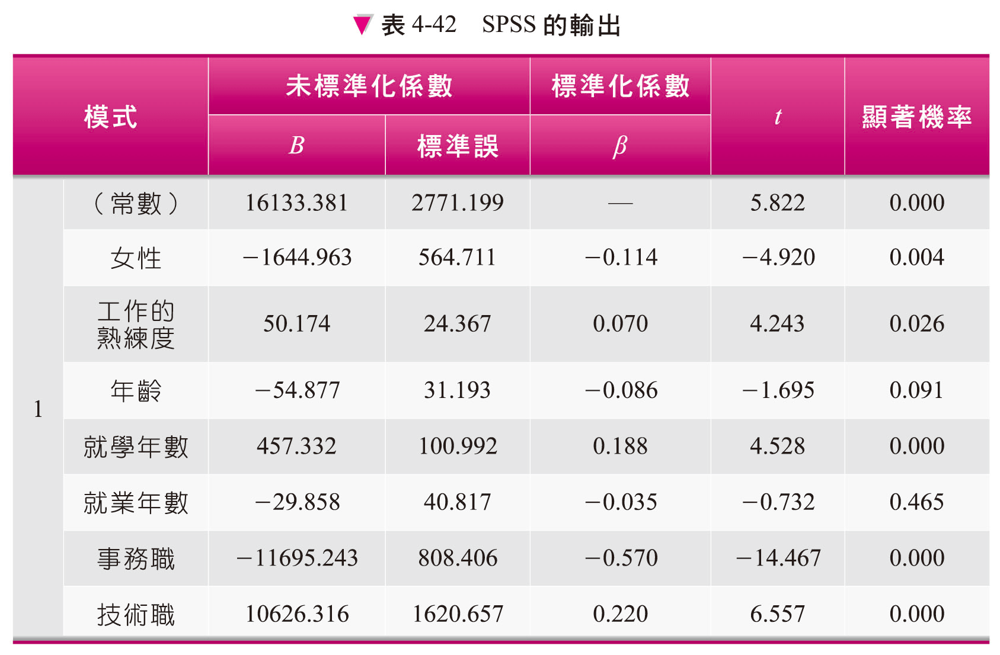 ▼ 表 4-42 SPSS 的輸出
模式 未標準化係數 標準化係數 t 顯著機率
B 標準誤 β
1
（常數） 16133.381 2771.199 — 5.822 0.000
女性 −1644.963 564.711 −0.114 −4.920 0.004
工作的
熟練度 50.174 24.367 0.070 4.243 0.026
年齡 −54.877 31.193 −0.086 −1.695 0.091
就學年數 457.332 100.992 0.188 4.528 0.000
就業年數 −29.858 40.817 −0.035 −0.732 0.465
事務職 −11695.243 808.406 −0.570 −14.467 0.000
技術職 10626.316 1620.657 0.220 6.557 0.000